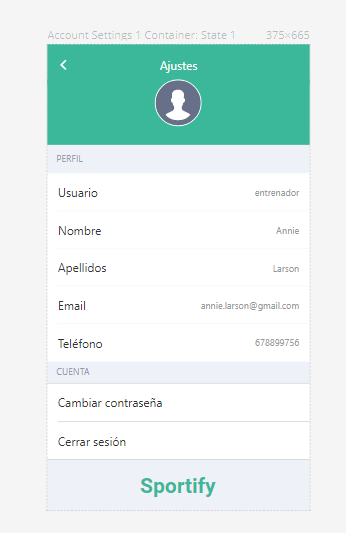 Account Settings 1 Container: State 1 375×665
Ajustes
PERFIL
Usuario entrenador
Nombre Annie
Apellidos Larson
Email annie.larson@gmail.com
Teléfono 678899756
CUENTA
Cambiar contraseña
Cerrar sesión
Sportify